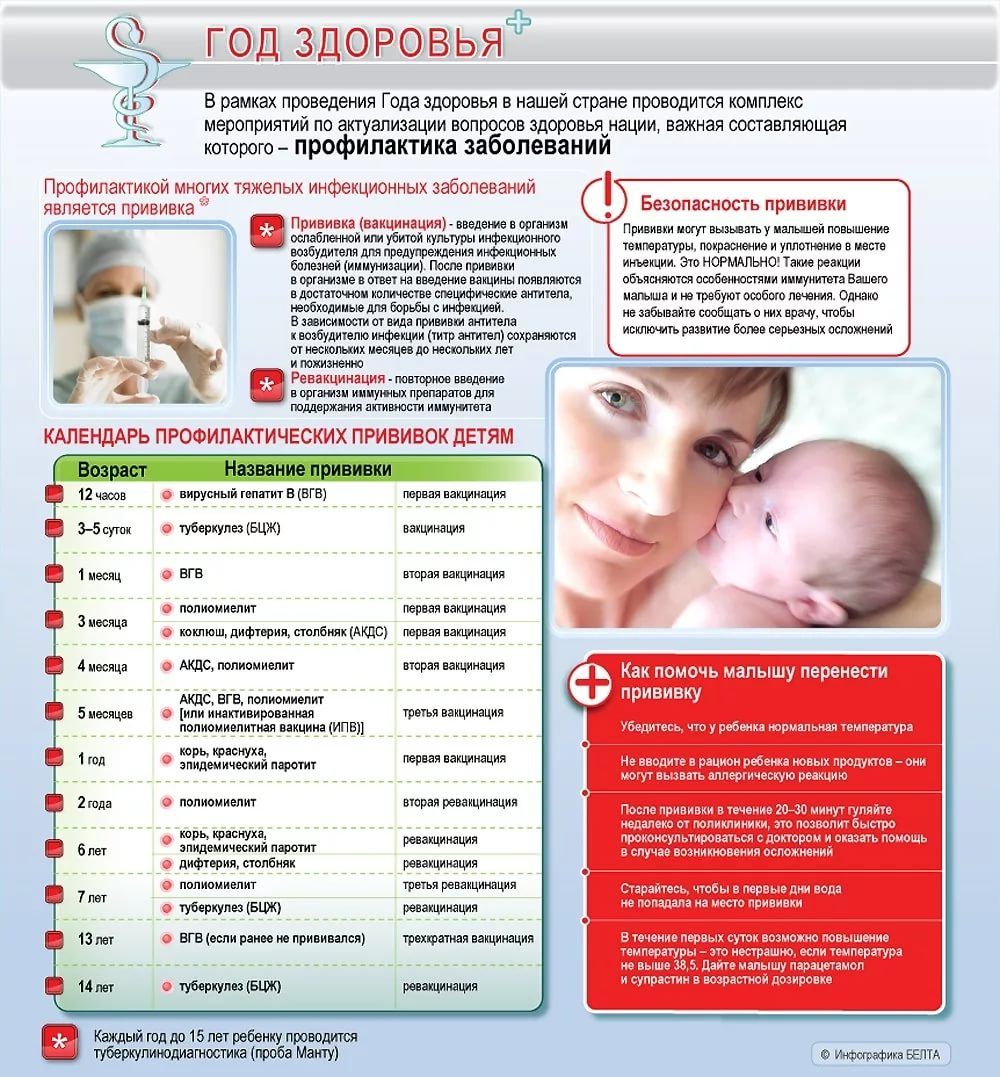 ГОД ЗДОРОВЬЯ
В рамках проведения Года здоровья в нашей стране проводится комплекс
мероприятий по актуализации вопросов здоровья нации, важная составляющая
которого – профилактика заболеваний
Профилактикой многих тяжелых инфекционных заболеваний
является прививка *
* Прививка (вакцинация) - введение в организм
ослабленной или убитой культуры инфекционного
возбудителя для предупреждения инфекционных
болезней (иммунизации). После прививки
в организме в ответ на введение вакцины появляются
в достаточном количестве специфические антитела,
необходимые для борьбы с инфекцией.
В зависимости от вида прививки антитела
к возбудителю инфекции (титр антител) сохраняются
от нескольких месяцев до нескольких лет
и пожизненно
* Ревакцинация - повторное введение
в организм иммунных препаратов для
поддержания активности иммунитета
! Безопасность прививки
Прививки могут вызывать у малышей повышение
температуры, покраснение и уплотнение в месте
инъекции. Это НОРМАЛЬНО! Такие реакции
объясняются особенностями иммунитета Вашего
малыша и не требуют особого лечения. Однако
не забывайте сообщать о них врачу, чтобы
исключить развитие более серьезных осложнений
КАЛЕНДАРЬ ПРОФИЛАКТИЧЕСКИХ ПРИВИВОК ДЕТЯМ
Возраст Название прививки
12 часов вирусный гепатит В (ВГВ) первая вакцинация
3–5 суток туберкулез (БЦЖ) вакцинация
1 месяц ВГВ вторая вакцинация
3 месяца полиомиелит первая вакцинация
коклюш, дифтерия, столбняк (АКДС) первая вакцинация
4 месяца АКДС, полиомиелит вторая вакцинация
5 месяцев АКДС, ВГВ, полиомиелит
[или инактивированная
полиомиелитная вакцина (ИПВ)] третья вакцинация
1 год корь, краснуха,
эпидемический паротит первая вакцинация
2 года полиомиелит вторая ревакцинация
6 лет корь, краснуха,
эпидемический паротит ревакцинация
дифтерия, столбняк ревакцинация
7 лет полиомиелит третья ревакцинация
туберкулез (БЦЖ) ревакцинация
13 лет ВГВ (если ранее не прививался) трехкратная вакцинация
14 лет туберкулез (БЦЖ) ревакцинация
* Каждый год до 15 лет ребенку проводится
туберкулинодиагностика (проба Манту)
Как помочь малышу перенести
прививку
Убедитесь, что у ребенка нормальная температура
Не вводите в рацион ребенка новых продуктов – они
могут вызвать аллергическую реакцию
После прививки в течение 20–30 минут гуляйте
недалеко от поликлиники, это позволит быстро
проконсультироваться с доктором и оказать помощь
в случае возникновения осложнений
Старайтесь, чтобы в первые дни вода
не попадала на место прививки
В течение первых суток возможно повышение
температуры – это нестрашно, если температура
не выше 38,5. Дайте малышу парацетамол
и супрастин в возрастной дозировке
© Инфографика БЕЛТА